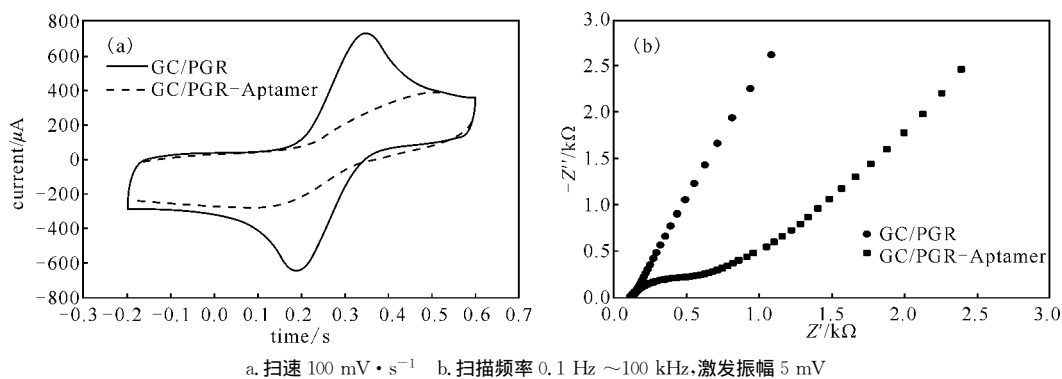 (a)
GC/PGR
GC/PGR-Aptamer
current/μA
800
600
400
200
0
-200
-400
-600
-800
-0.3 -0.2 -0.1 0.0 0.1 0.2 0.3 0.4 0.5 0.6 0.7
time/s
(b)
-Z″/kΩ
3.0
2.5
2.0
1.5
1.0
0.5
0.0
GC/PGR
GC/PGR-Aptamer
0.0 0.5 1.0 1.5 2.0 2.5 3.0
Z′/kΩ
a. 扫速 100 mV·s⁻¹ b. 扫描频率 0.1 Hz ~100 kHz,激发振幅 5 mV